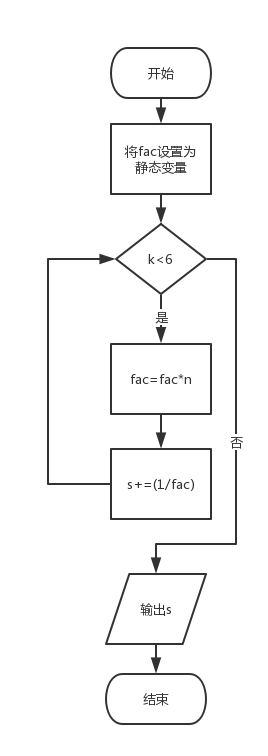 开始
将fac设置为
静态变量
k<6
是
fac=fac*n
否
s+=(1/fac)
输出s
结束